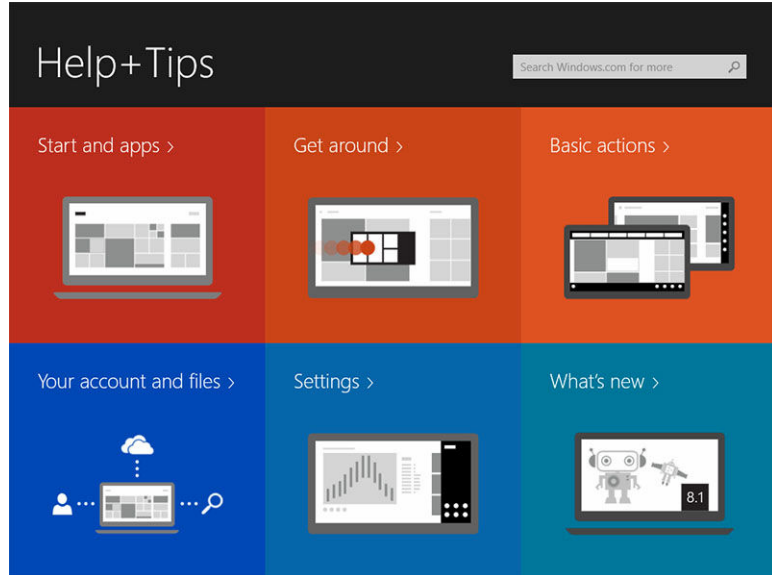 Help+Tips
Search Windows.com for more
Start and apps >
Get around >
Basic actions >
Your account and files >
Settings >
What's new >
8.1